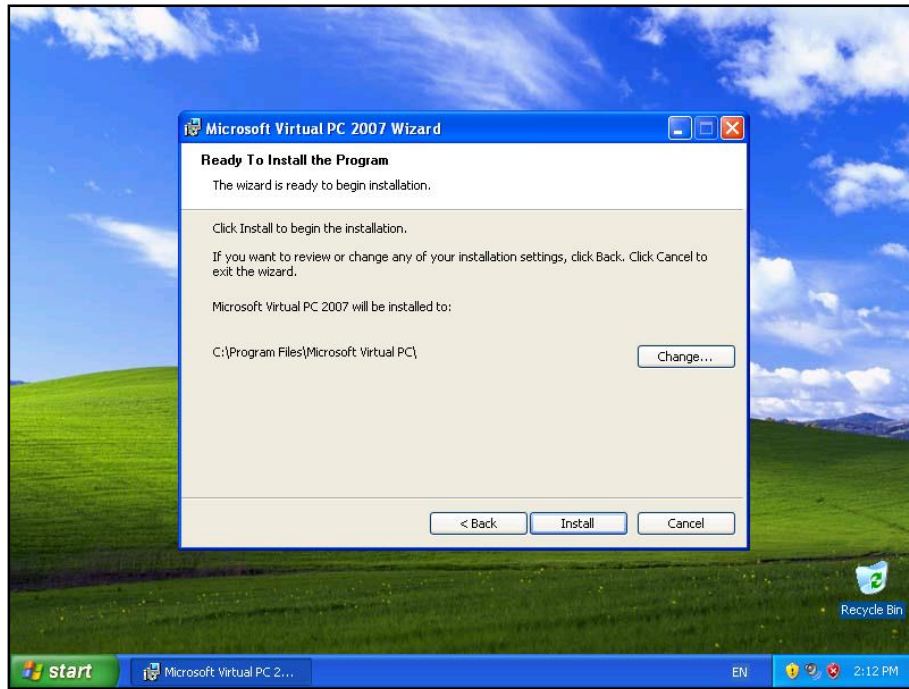 Microsoft Virtual PC 2007 Wizard
Ready To Install the Program
The wizard is ready to begin installation.
Click Install to begin the installation.
If you want to review or change any of your installation settings, click Back. Click Cancel to
exit the wizard.
Microsoft Virtual PC 2007 will be installed to:
C:\Program Files\Microsoft Virtual PC\
Change...
< Back Install Cancel
Recycle Bin
start Microsoft Virtual PC 2... EN 2:12 PM